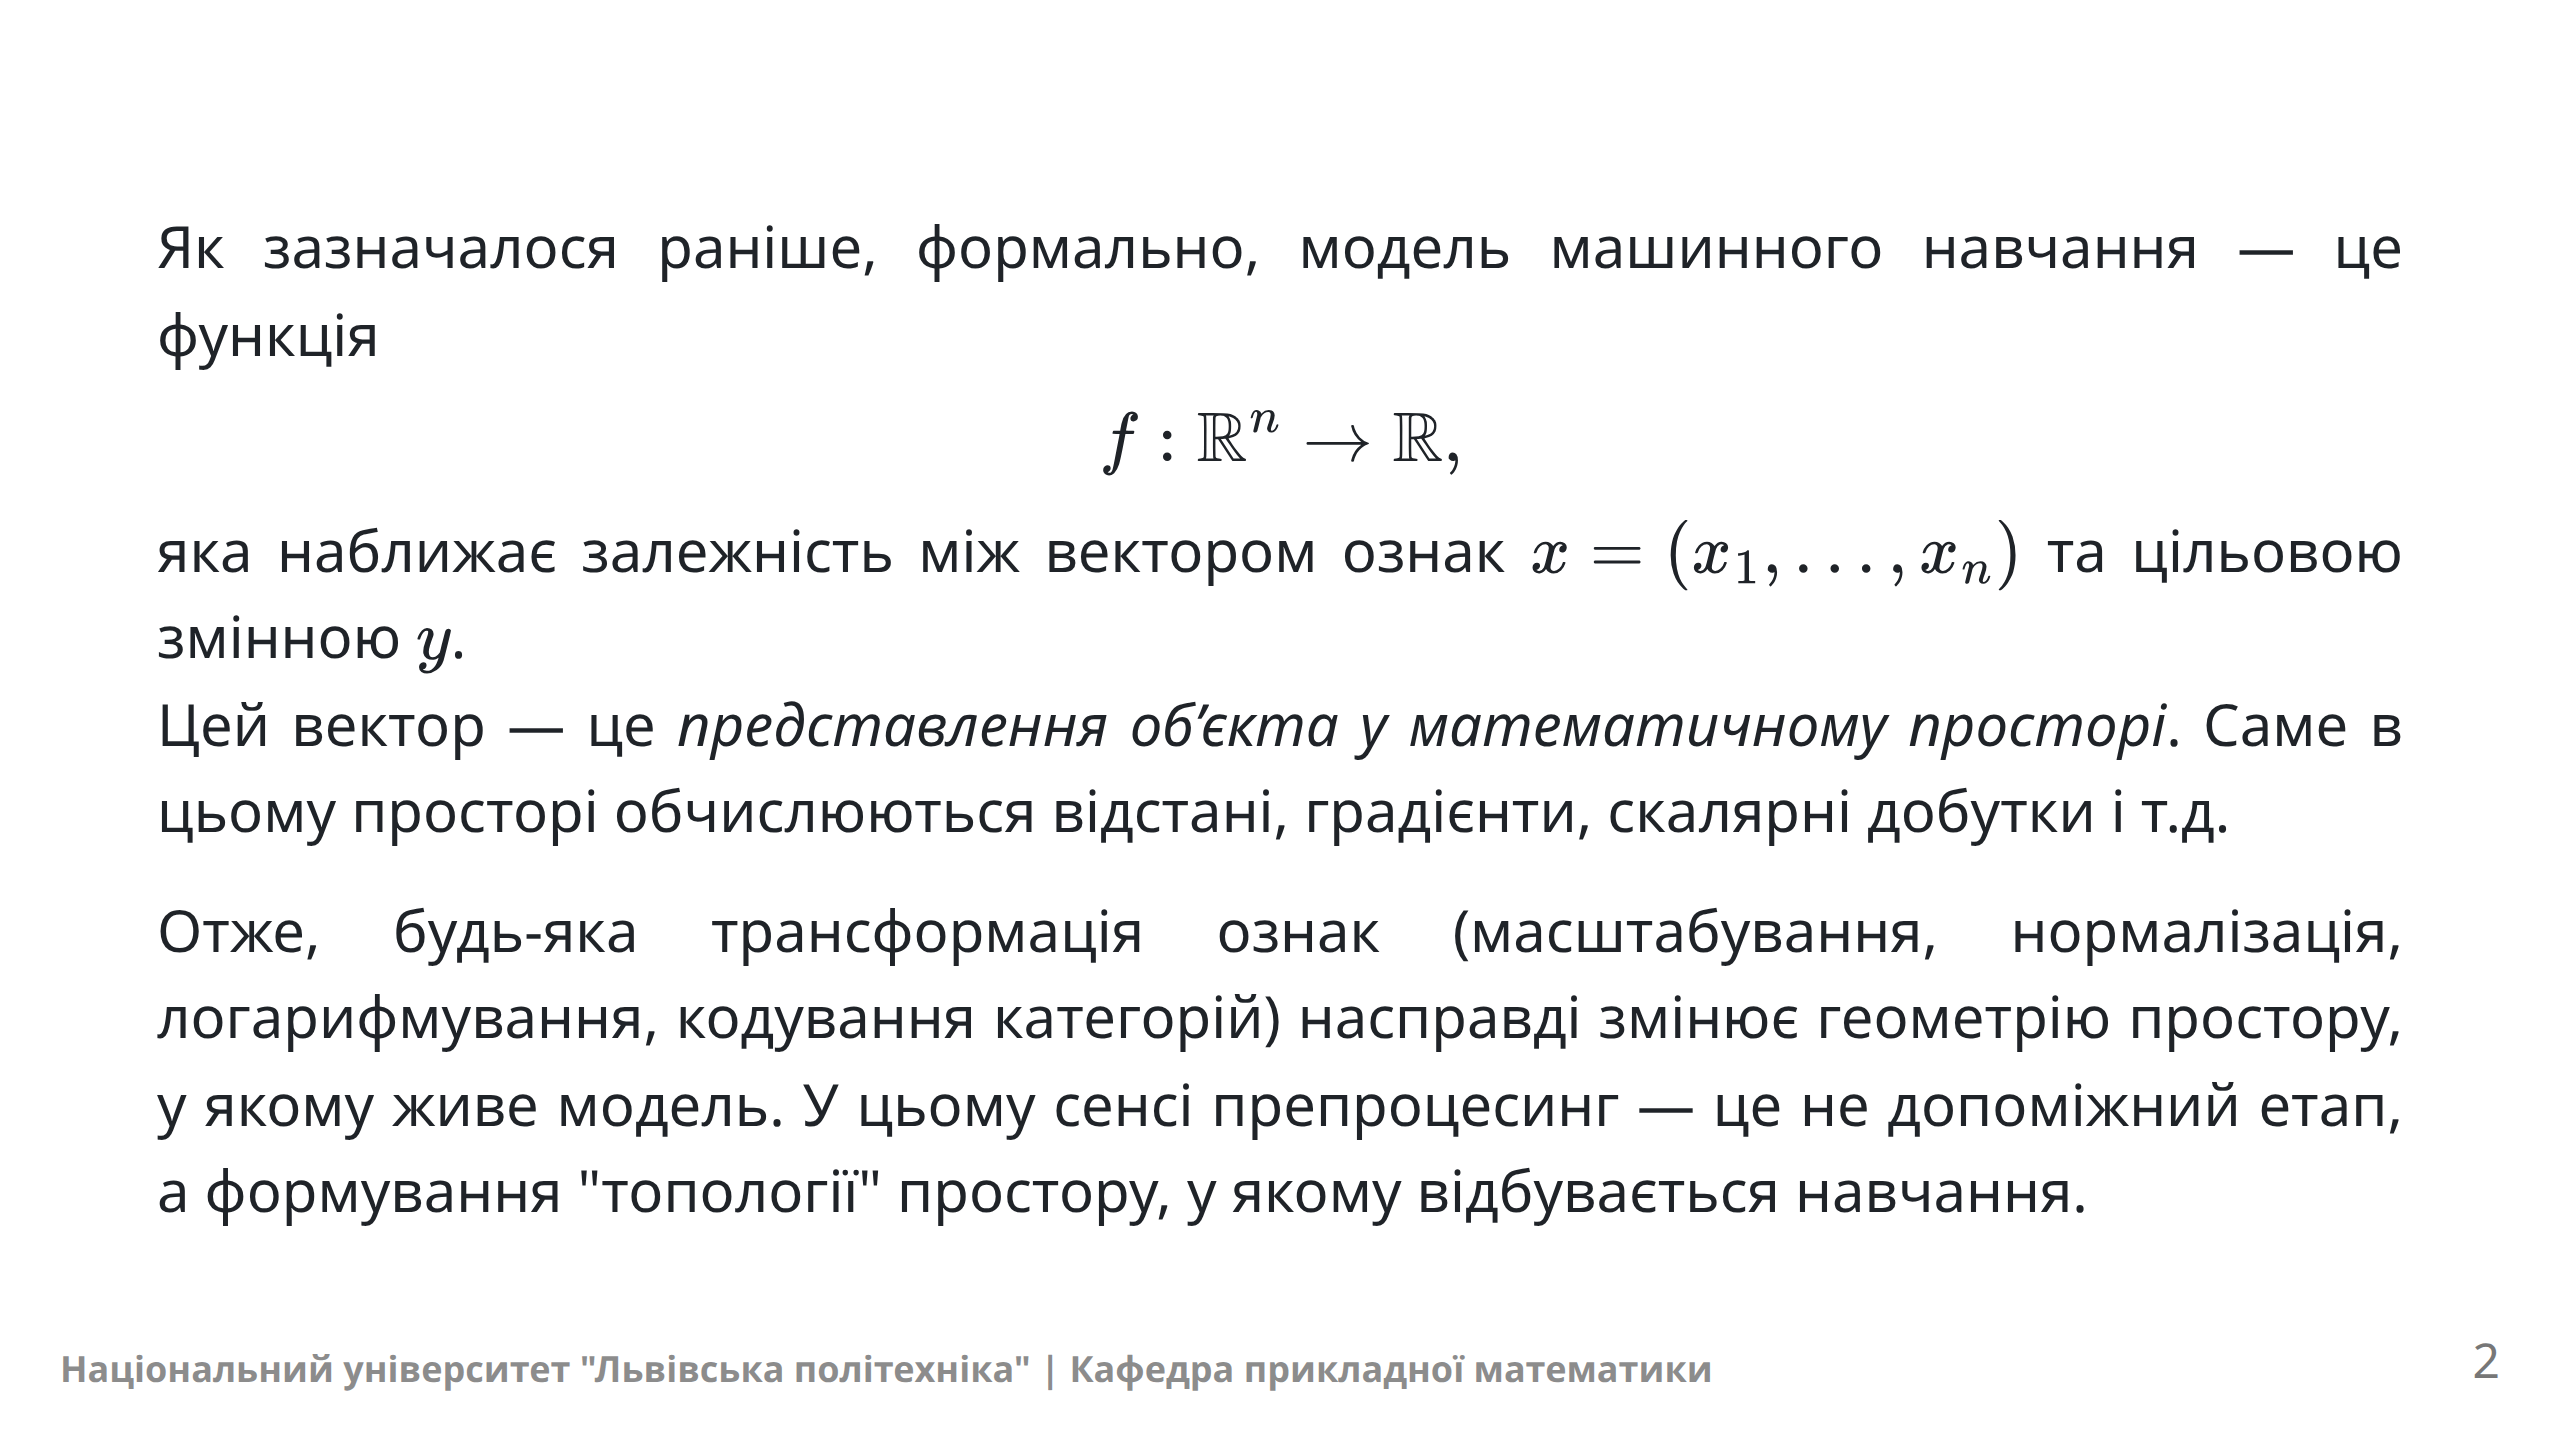 Як зазначалося раніше, формально, модель машинного навчання — це
функція
f : ℝⁿ → ℝ,
яка наближає залежність між вектором ознак x = (x₁, . . . , xₙ) та цільовою
змінною y.
Цей вектор — це представлення об’єкта у математичному просторі. Саме в
цьому просторі обчислюються відстані, градієнти, скалярні добутки і т.д.
Отже, будь-яка трансформація ознак (масштабування, нормалізація,
логарифмування, кодування категорій) насправді змінює геометрію простору,
у якому живе модель. У цьому сенсі препроцесинг — це не допоміжний етап,
а формування "топології" простору, у якому відбувається навчання.
Національний університет "Львівська політехніка" | Кафедра прикладної математики
2